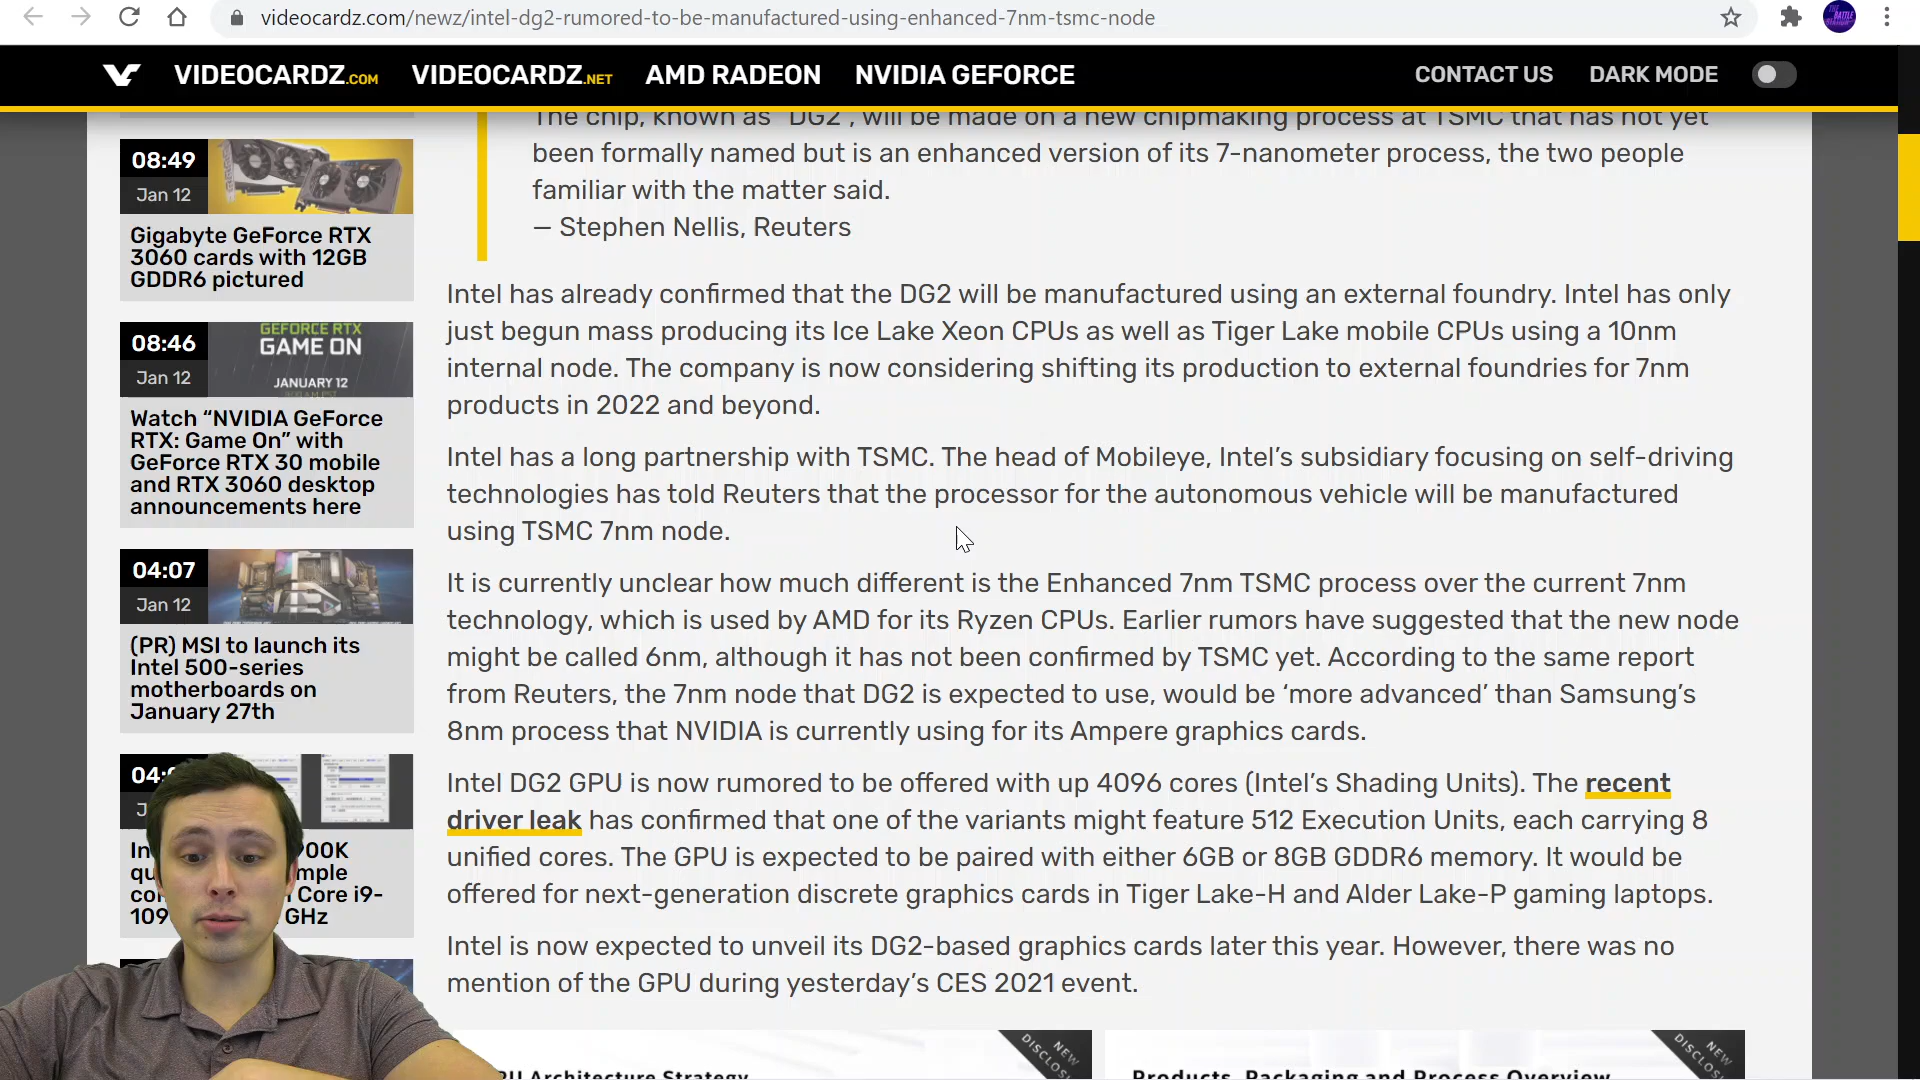 videocardz.com/newz/intel-dg2-rumored-to-be-manufactured-using-enhanced-7nm-tsmc-node
VIDEOCARDZ.COM VIDEOCARDZ.NET AMD RADEON NVIDIA GEFORCE CONTACT US DARK MODE
08:49
Jan 12
Gigabyte GeForce RTX
3060 cards with 12GB
GDDR6 pictured
08:46
Jan 12
GEFORCE RTX
GAME ON
JANUARY 12
Watch “NVIDIA GeForce
RTX: Game On” with
GeForce RTX 30 mobile
and RTX 3060 desktop
announcements here
04:07
Jan 12
(PR) MSI to launch its
Intel 500-series
motherboards on
January 27th
04:
J
In 00K
qu mple
co Core i9-
109 GHz
The chip, known as “DG2”, will be made on a new chipmaking process at TSMC that has not yet
been formally named but is an enhanced version of its 7-nanometer process, the two people
familiar with the matter said.
— Stephen Nellis, Reuters
Intel has already confirmed that the DG2 will be manufactured using an external foundry. Intel has only
just begun mass producing its Ice Lake Xeon CPUs as well as Tiger Lake mobile CPUs using a 10nm
internal node. The company is now considering shifting its production to external foundries for 7nm
products in 2022 and beyond.
Intel has a long partnership with TSMC. The head of Mobileye, Intel’s subsidiary focusing on self-driving
technologies has told Reuters that the processor for the autonomous vehicle will be manufactured
using TSMC 7nm node.
It is currently unclear how much different is the Enhanced 7nm TSMC process over the current 7nm
technology, which is used by AMD for its Ryzen CPUs. Earlier rumors have suggested that the new node
might be called 6nm, although it has not been confirmed by TSMC yet. According to the same report
from Reuters, the 7nm node that DG2 is expected to use, would be ‘more advanced’ than Samsung’s
8nm process that NVIDIA is currently using for its Ampere graphics cards.
Intel DG2 GPU is now rumored to be offered with up 4096 cores (Intel’s Shading Units). The recent
driver leak has confirmed that one of the variants might feature 512 Execution Units, each carrying 8
unified cores. The GPU is expected to be paired with either 6GB or 8GB GDDR6 memory. It would be
offered for next-generation discrete graphics cards in Tiger Lake-H and Alder Lake-P gaming laptops.
Intel is now expected to unveil its DG2-based graphics cards later this year. However, there was no
mention of the GPU during yesterday’s CES 2021 event.
NEW
DISCLOS
PU Architecture Strategy
NEW
DISCLOS
Products, Packaging and Process Overview